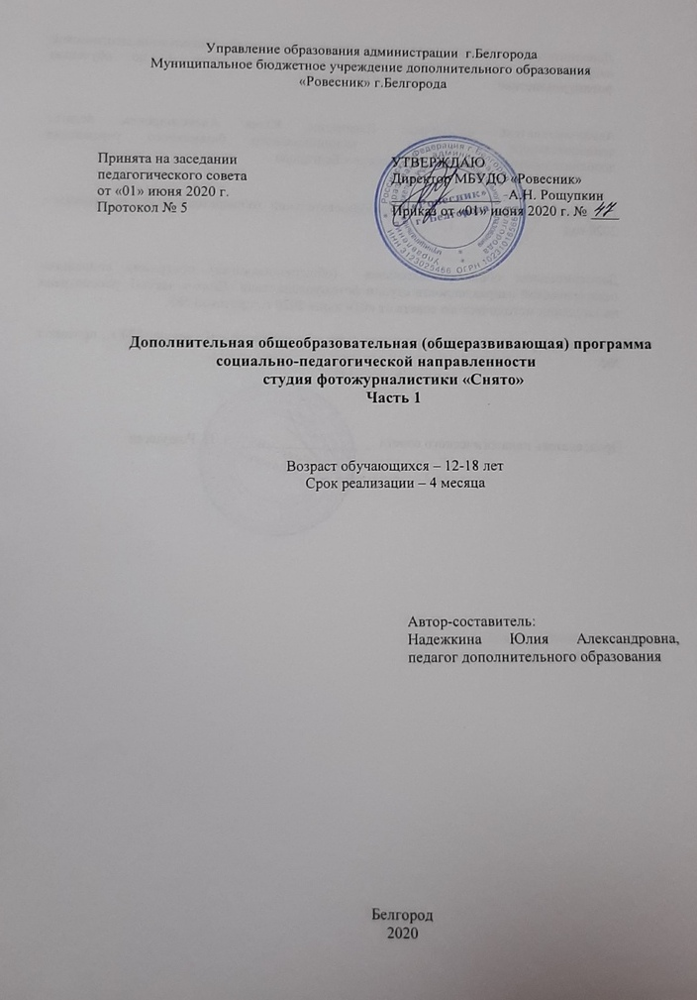 Управление образования администрации г.Белгорода
Муниципальное бюджетное учреждение дополнительного образования
«Ровесник» г.Белгорода
Принята на заседании
педагогического совета
от «01» июня 2020 г.
Протокол № 5
УТВЕРЖДАЮ
Директор МБУДО «Ровесник»
А.Н. Рощупкин
Приказ от «01» июня 2020 г. № 47
Дополнительная общеобразовательная (общеразвивающая) программа
социально-педагогической направленности
студия фотожурналистики «Снято»
Часть 1
Возраст обучающихся – 12-18 лет
Срок реализации – 4 месяца
Автор-составитель:
Надежкина Юлия Александровна,
педагог дополнительного образования
Белгород
2020